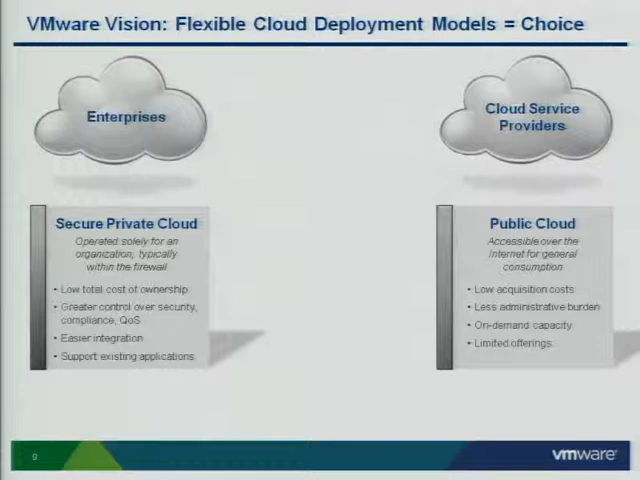 VMware Vision: Flexible Cloud Deployment Models = Choice
Enterprises
Cloud Service
Providers
Secure Private Cloud
Operated solely for an
organization, typically
within the firewall
• Low total cost of ownership
• Greater control over security,
compliance, QoS
• Easier integration
• Support existing applications
Public Cloud
Accessible over the
Internet for general
consumption
• Low acquisition costs
• Less administrative burden
• On-demand capacity
• Limited offerings
9
vmware